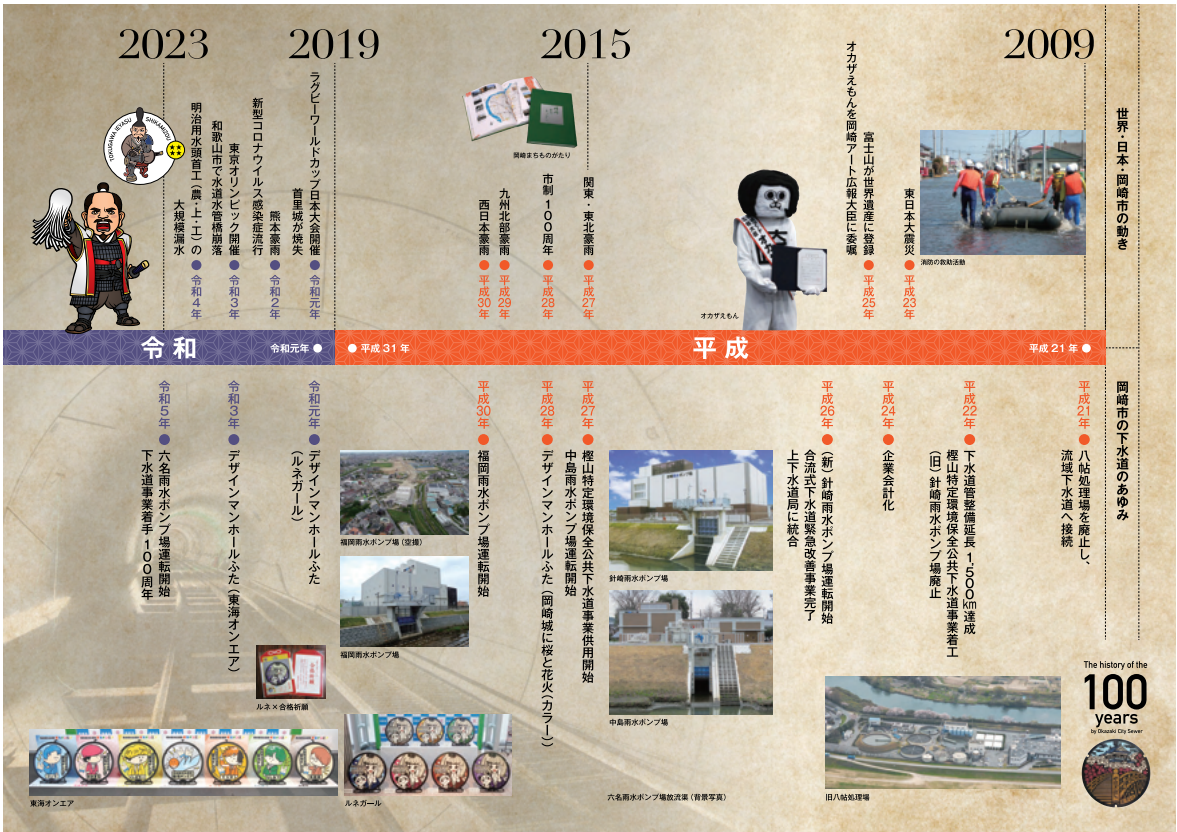 2023
2019
2015
2009
世界・日本・岡崎市の動き
東日本大震災
平成23年
消防の救助活動
富士山が世界遺産に登録
オカザえもんを岡崎アート広報大臣に委嘱
平成25年
オカザえもん
関東・東北豪雨
平成27年
市制100周年
平成28年
岡崎まちものがたり
九州北部豪雨
平成29年
西日本豪雨
平成30年
ラグビーワールドカップ日本大会開催
首里城が焼失
令和元年
熊本豪雨
新型コロナウイルス感染症流行
令和2年
東京オリンピック開催
和歌山市で水道水管橋崩落
令和3年
明治用水頭首工(農・上・工)の
大規模漏水
令和4年
TOKUGAWA IEYASU
SHIKAMIZOU
平成21年
平成
平成31年
令和元年
令和
岡崎市の下水道のあゆみ
平成21年
八帖処理場を廃止し、
流域下水道へ接続
平成22年
下水道管整備延長 1,500km達成
樫山特定環境保全公共下水道事業着工
(旧)針崎雨水ポンプ場廃止
平成24年
企業会計化
平成26年
(新)針崎雨水ポンプ場運転開始
合流式下水道緊急改善事業完了
上下水道局に統合
針崎雨水ポンプ場
中島雨水ポンプ場
平成27年
樫山特定環境保全公共下水道事業供用開始
中島雨水ポンプ場運転開始
平成28年
デザインマンホールふた(岡崎城に桜と花火(カラー))
平成30年
福岡雨水ポンプ場運転開始
福岡雨水ポンプ場(空撮)
福岡雨水ポンプ場
令和元年
デザインマンホールふた
(ルネガール)
令和3年
デザインマンホールふた(東海オンエア)
令和5年
六名雨水ポンプ場運転開始
下水道事業着手100周年
ルネ×合格祈願
東海オンエア
ルネガール
六名雨水ポンプ場放流渠(背景写真)
旧八帖処理場
The history of the
100
years
by Okazaki City Sewer